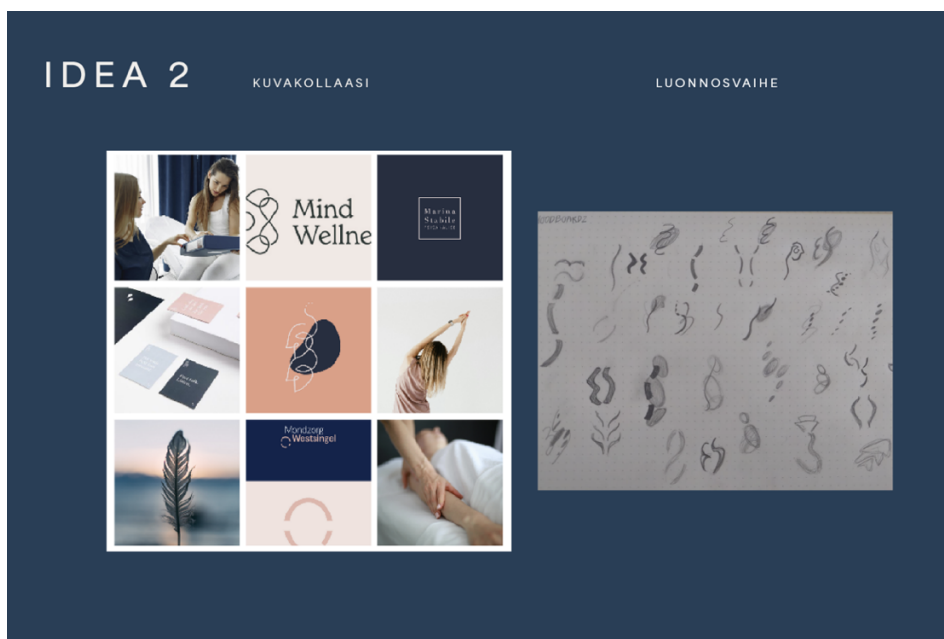 IDEA 2
KUVAKOLLAASI
LUONNOSVAIHE
Mind
Wellne
Marina
Stabile
Mondzorg
Westsingel